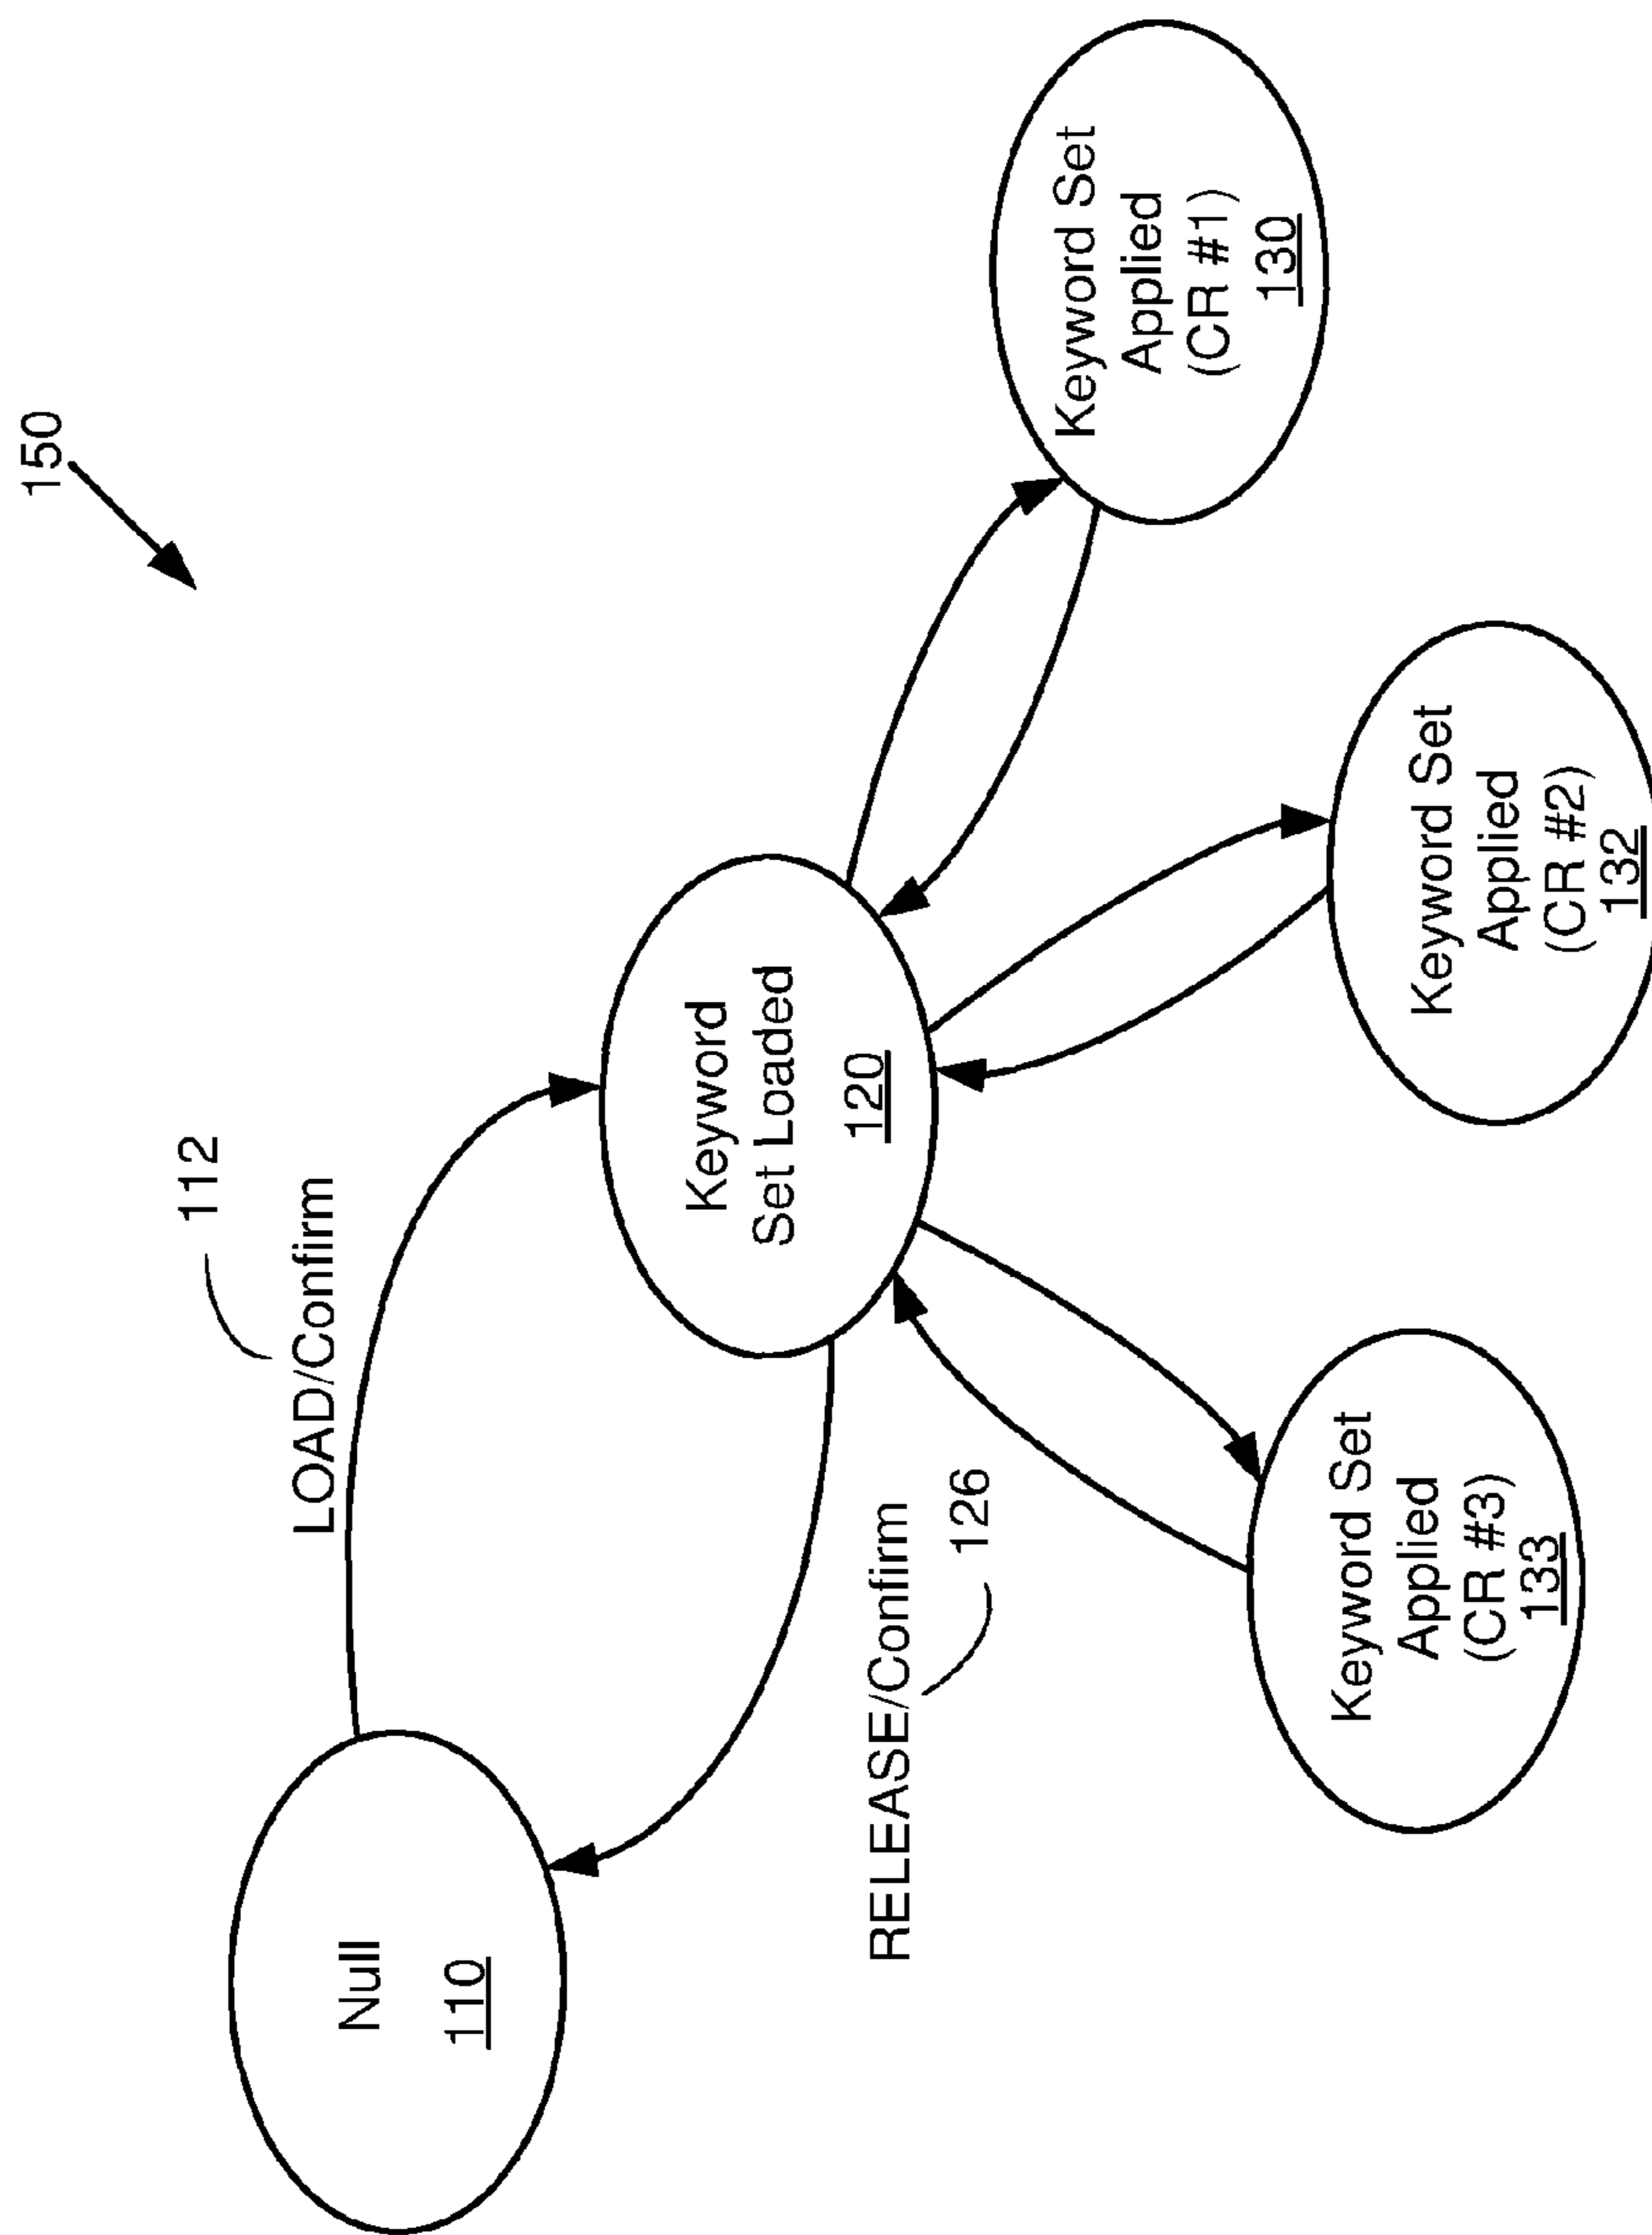 150
112
LOAD/Confirm
Null
110
Keyword
Set Loaded
120
RELEASE/Confirm
126
Keyword Set
Applied
(CR #1)
130
Keyword Set
Applied
(CR #2)
132
Keyword Set
Applied
(CR #3)
133